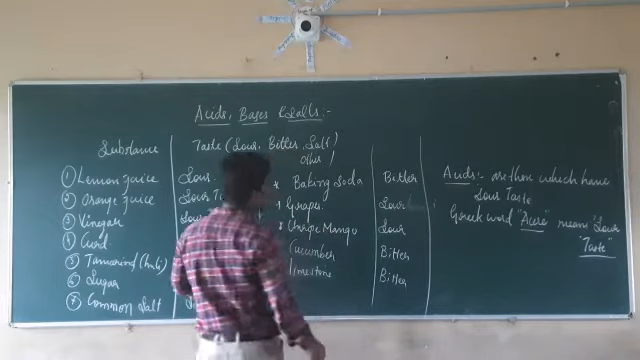 Acids, Bases & Salts :-
Substance
Taste (Sour, Bitter, Salt / other)
① Lemon juice Sour
② Orange juice Sour
③ Vinegar
④ Curd
⑤ Tamarind (Imli)
⑥ Sugar
⑦ Common Salt
* Baking Soda Bitter
Grapes Sour
* Unripe Mango Sour
Cucumber Bitter
limestone Bitter
Acids :- are those which have
Sour Taste
Greek word "Acere" means Sour
"Taste"